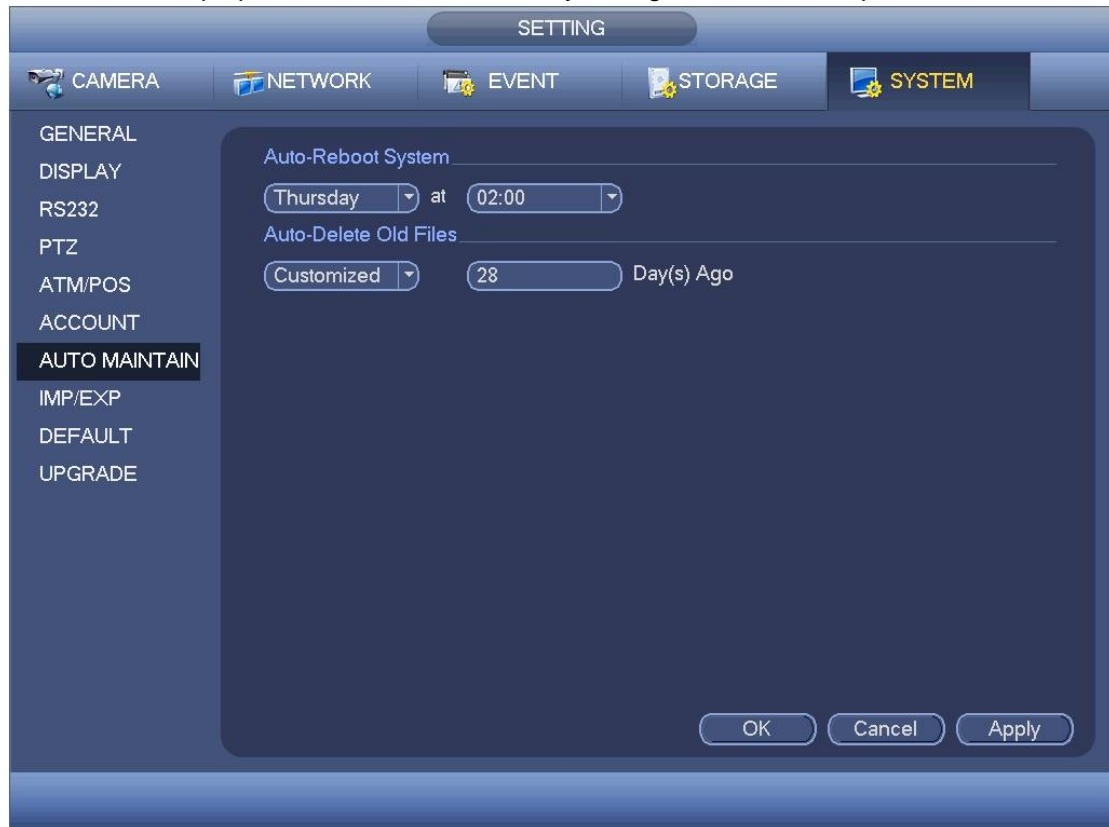 SETTING
CAMERA NETWORK EVENT STORAGE SYSTEM
GENERAL
DISPLAY
RS232
PTZ
ATM/POS
ACCOUNT
AUTO MAINTAIN
IMP/EXP
DEFAULT
UPGRADE
Auto-Reboot System
Thursday at 02:00
Auto-Delete Old Files
Customized 28 Day(s) Ago
OK Cancel Apply